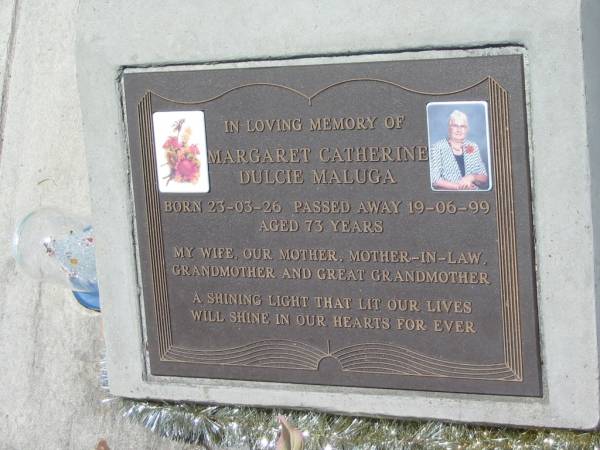 IN LOVING MEMORY OF
MARGARET CATHERINE
DULCIE MALUGA
BORN 23-03-26 PASSED AWAY 19-06-99
AGED 73 YEARS
MY WIFE, OUR MOTHER, MOTHER-IN-LAW,
GRANDMOTHER AND GREAT GRANDMOTHER
A SHINING LIGHT THAT LIT OUR LIVES
WILL SHINE IN OUR HEARTS FOR EVER